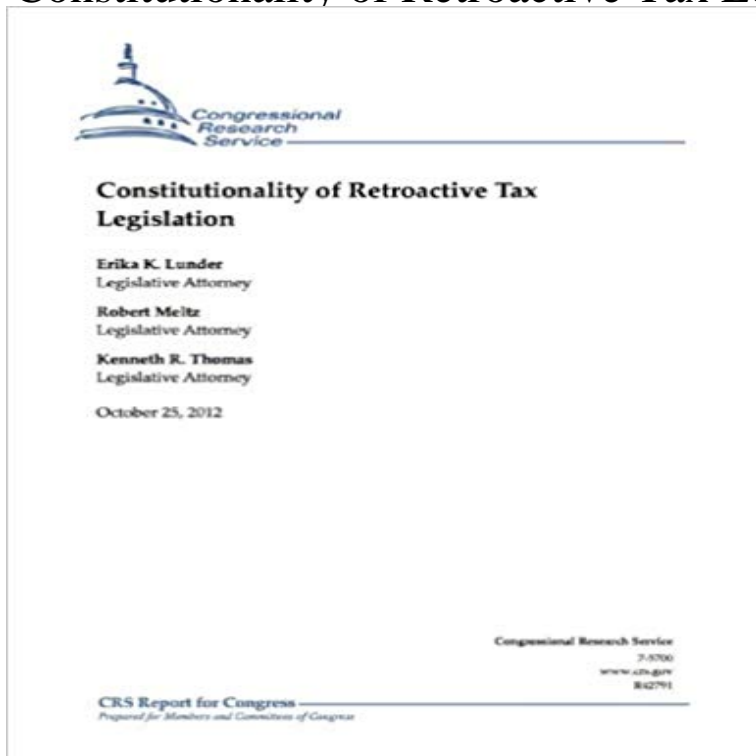 Constitutionality of Retroactive Tax
Congressional
Research
Service
Constitutionality of Retroactive Tax
Legislation
Erika K. Lunder
Legislative Attorney
Robert Meltz
Legislative Attorney
Kenneth R. Thomas
Legislative Attorney
October 25, 2012
Congressional Research Service
7-5700
www.crs.gov
R42791
CRS Report for Congress
Prepared for Members and Committees of Congress